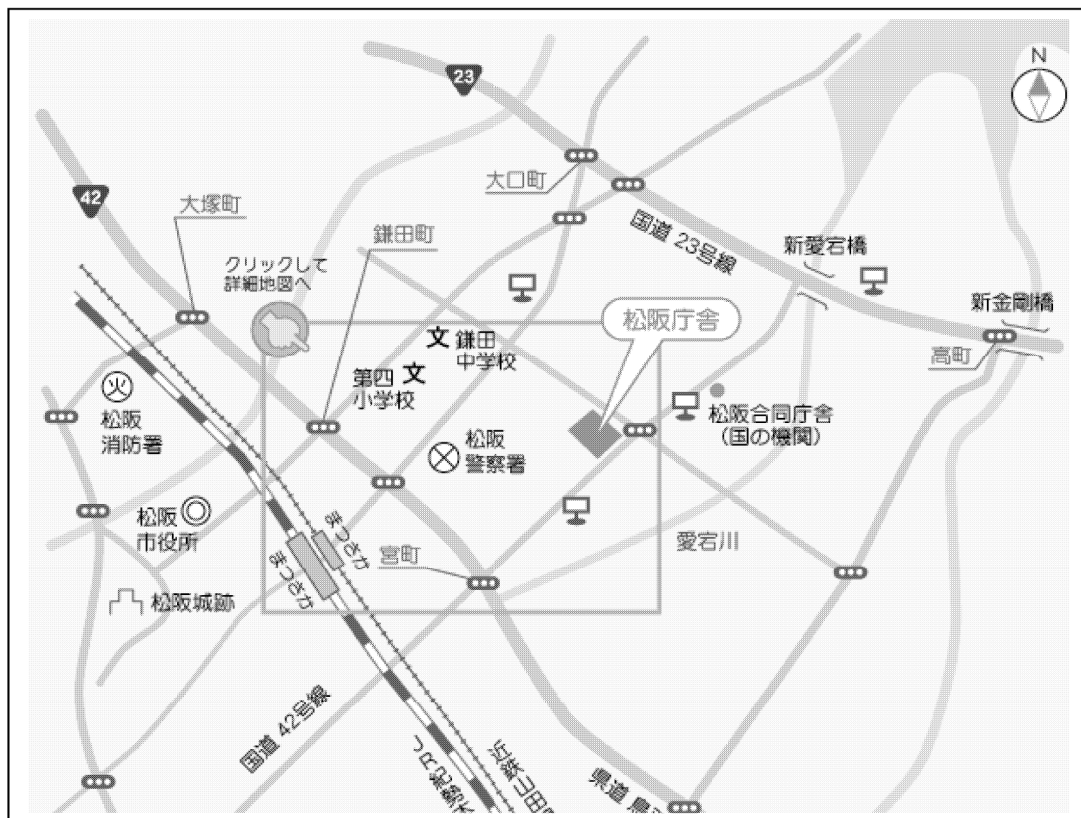 N
23
大口町
42
大塚町
鎌田町
国道 23号線
新愛宕橋
クリックして
詳細地図へ
松阪庁舎
新金剛橋
高町
文 鎌田
中学校
第四 文
小学校
火
松阪
消防署
松阪
警察署
松阪合同庁舎
(国の機関)
松阪
市役所
まつさか
まつさか
宮町
愛宕川
松阪城跡
国道 42号線
JR紀勢
近鉄山田
県道 鳥